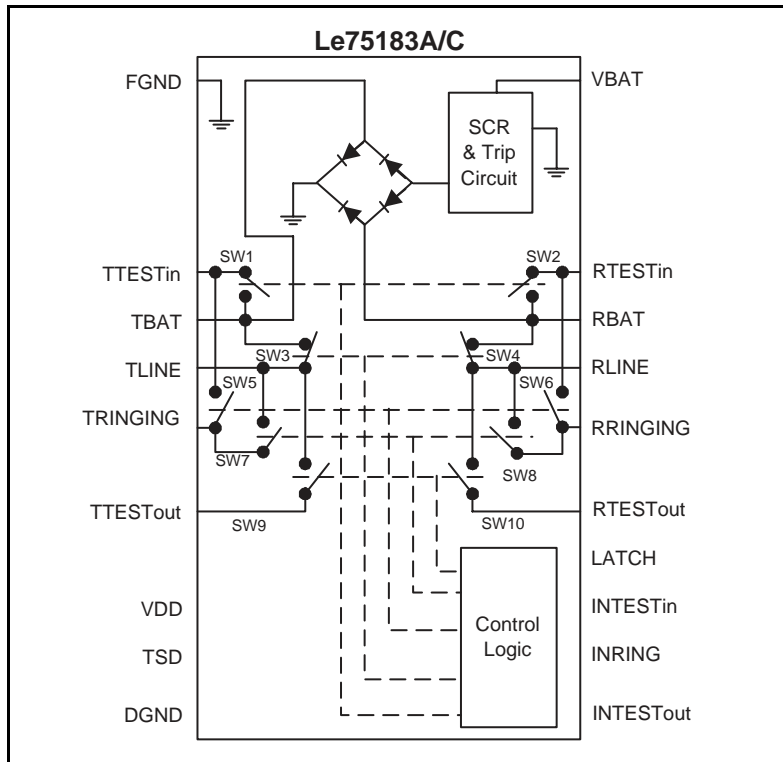 Le75183A/C
FGND
VBAT
SCR
& Trip
Circuit
SW1
SW2
TTESTin
RTESTin
TBAT
RBAT
SW3
SW4
TLINE
RLINE
SW5
SW6
TRINGING
RRINGING
SW7
SW8
TTESTout
RTESTout
SW9
SW10
LATCH
VDD
INTESTin
Control
Logic
TSD
INRING
DGND
INTESTout